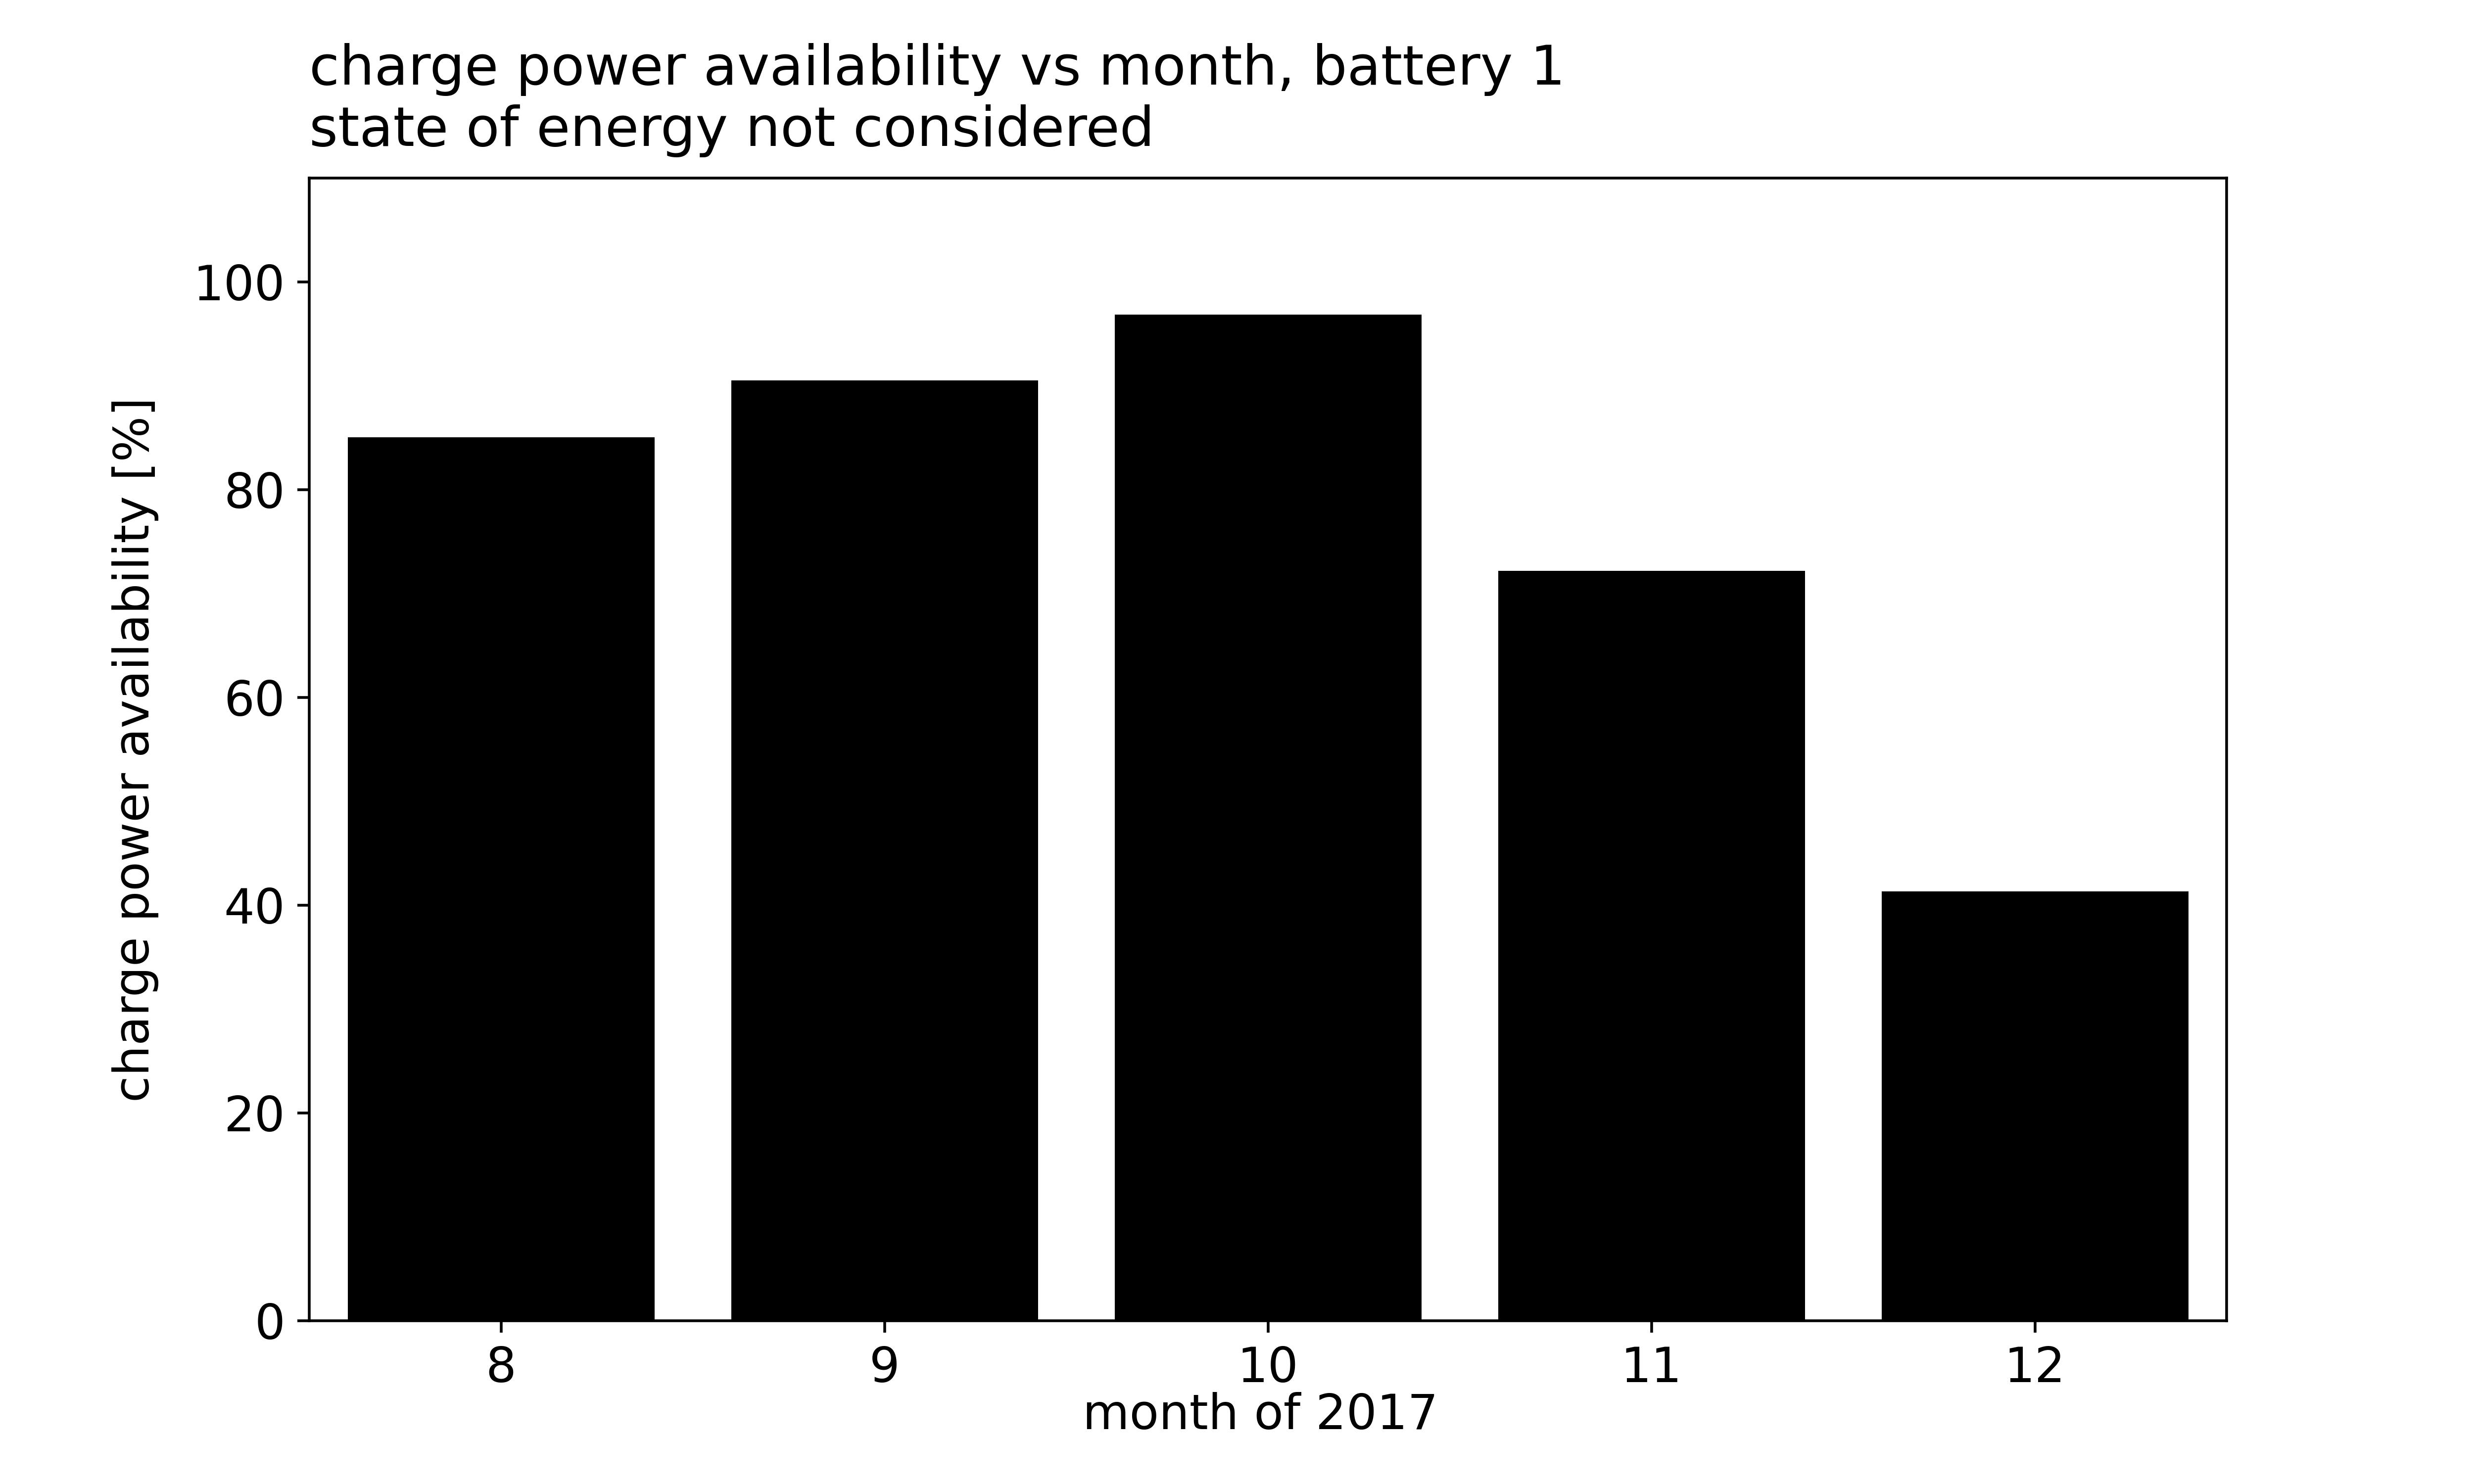 charge power availability vs month, battery 1
state of energy not considered
charge power availability [%]
100
80
60
40
20
0
8 9 10 11 12
month of 2017